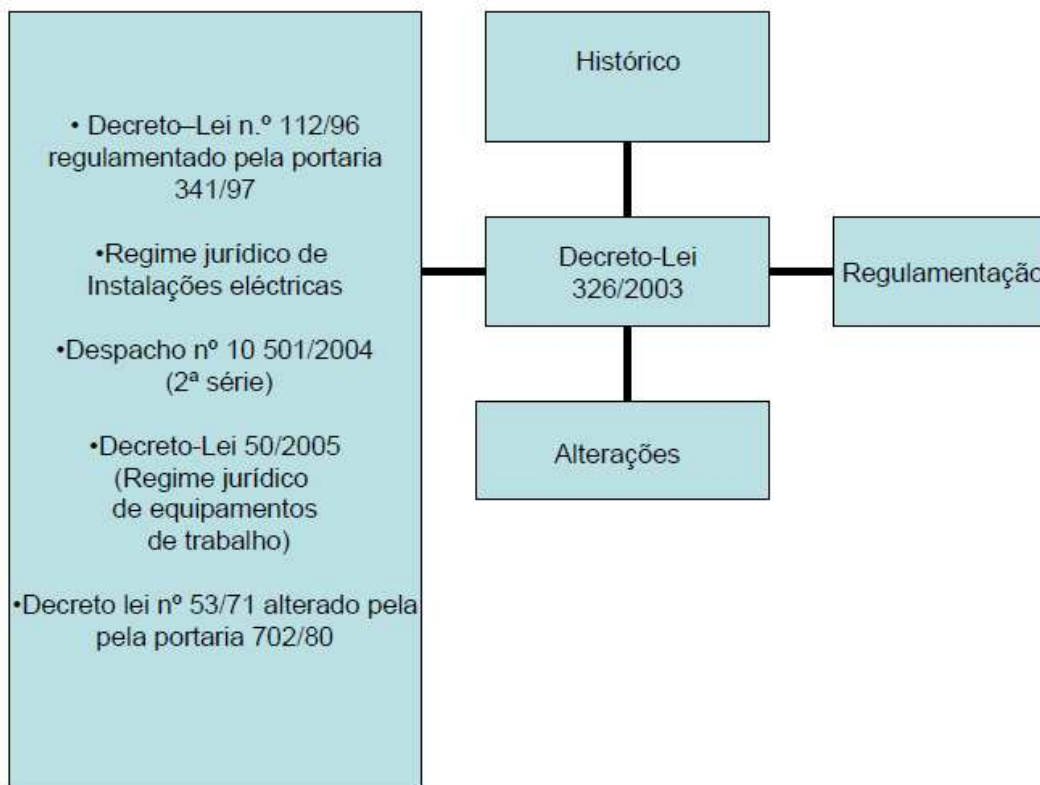 • Decreto–Lei n.º 112/96
regulamentado pela portaria
341/97
•Regime jurídico de
Instalações eléctricas
•Despacho nº 10 501/2004
(2ª série)
•Decreto-Lei 50/2005
(Regime jurídico
de equipamentos
de trabalho)
•Decreto lei nº 53/71 alterado pela
pela portaria 702/80
Histórico
Decreto-Lei
326/2003
Regulamentação
Alterações